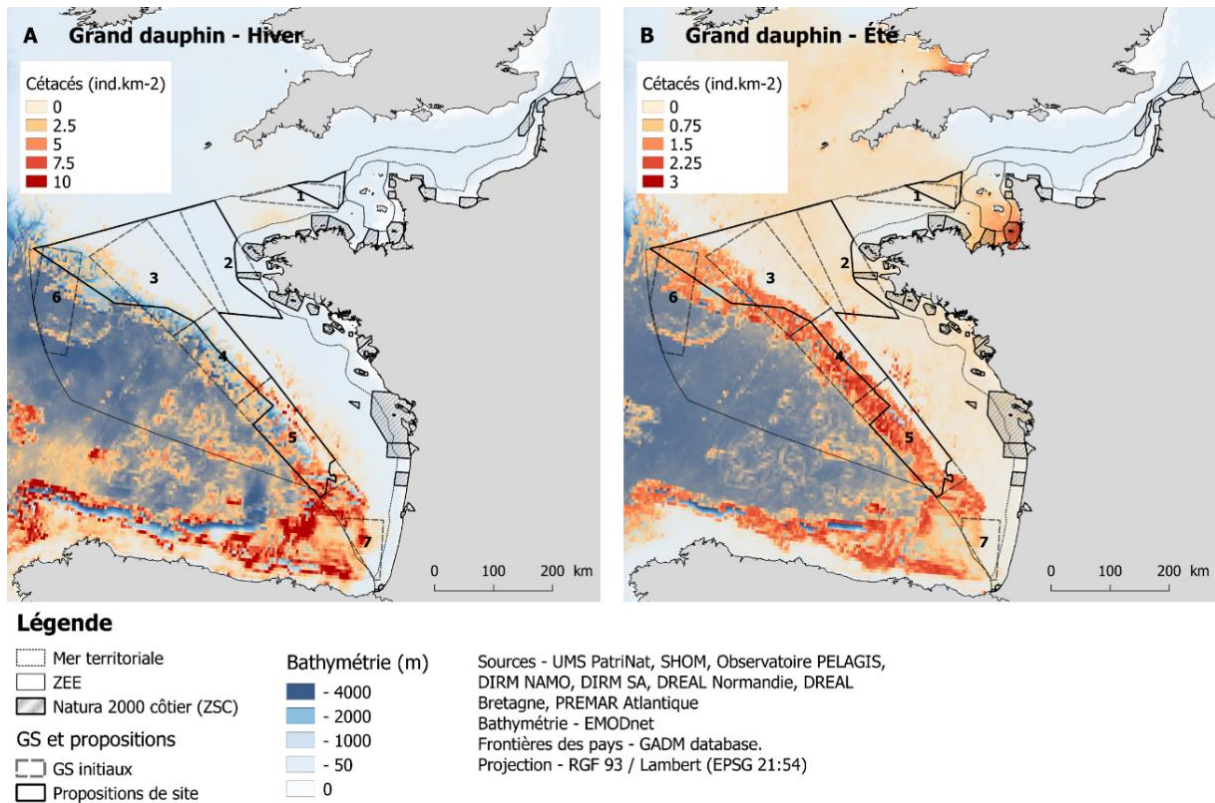 A Grand dauphin - Hiver
Cétacés (ind.km-2)
0
2.5
5
7.5
10
1
2
3
4
5
6
7
0 100 200 km
B Grand dauphin - Été
Cétacés (ind.km-2)
0
0.75
1.5
2.25
3
1
2
3
4
5
6
7
0 100 200 km
Légende
Mer territoriale
ZEE
Natura 2000 côtier (ZSC)
GS et propositions
GS initiaux
Propositions de site
Bathymétrie (m)
- 4000
- 2000
- 1000
- 50
0
Sources - UMS PatriNat, SHOM, Observatoire PELAGIS,
DIRM NAMO, DIRM SA, DREAL Normandie, DREAL
Bretagne, PREMAR Atlantique
Bathymétrie - EMODnet
Frontières des pays - GADM database.
Projection - RGF 93 / Lambert (EPSG 21:54)